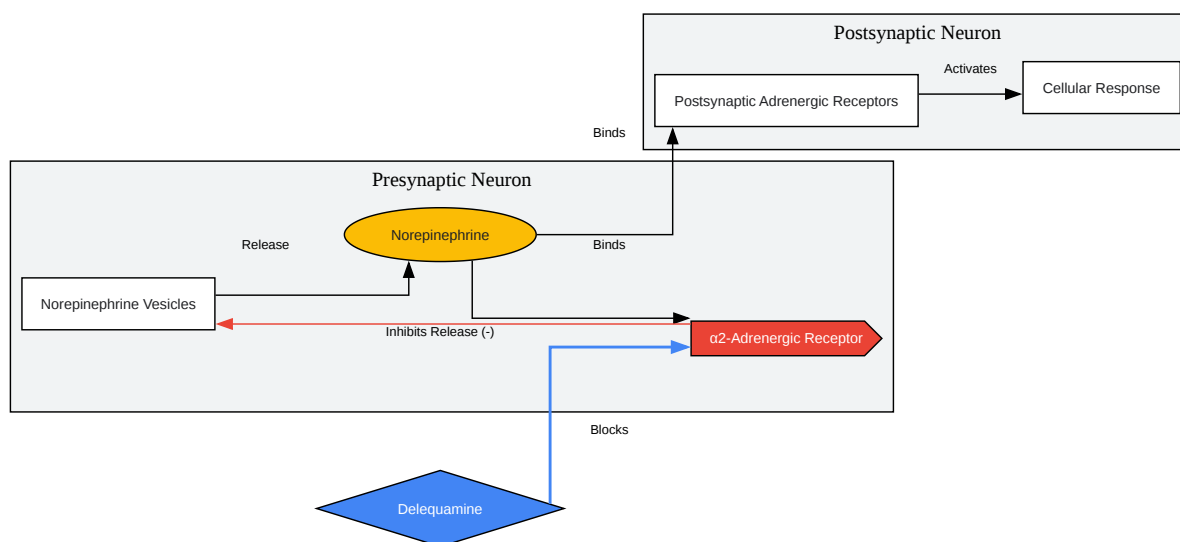 Postsynaptic Neuron
Activates
Postsynaptic Adrenergic Receptors
Cellular Response
Binds
Presynaptic Neuron
Norepinephrine
Release
Binds
Norepinephrine Vesicles
Inhibits Release (-)
α2-Adrenergic Receptor
Blocks
Delequamine